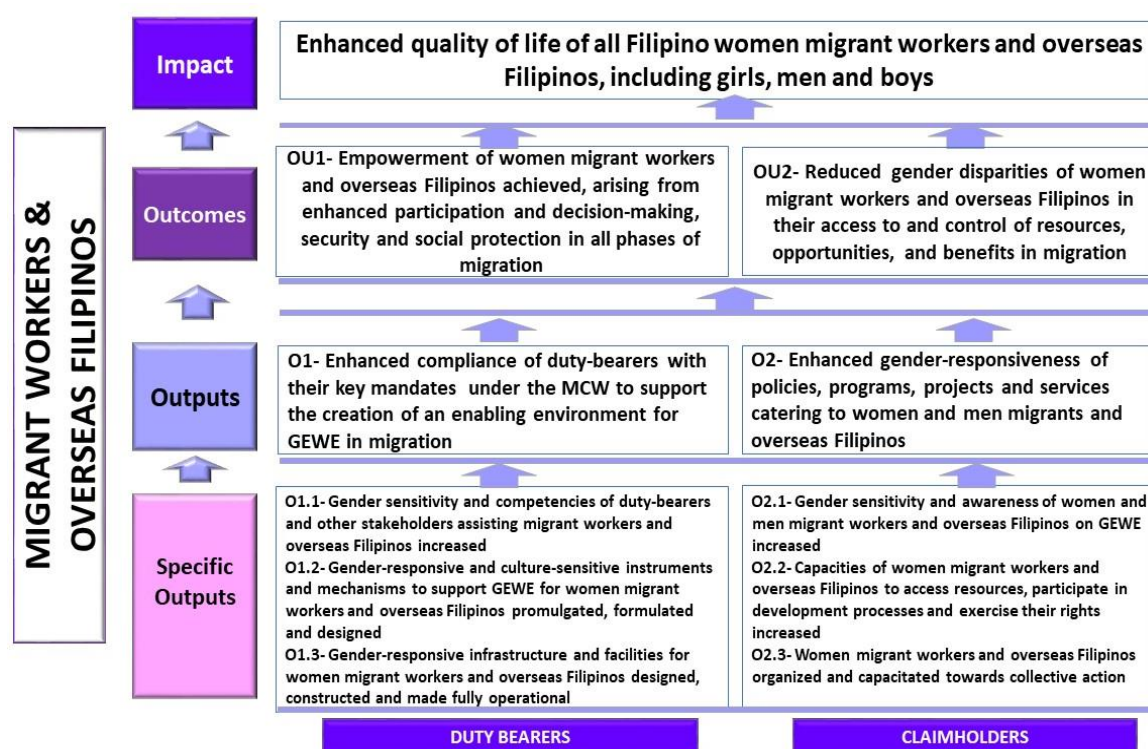 MIGRANT WORKERS &
OVERSEAS FILIPINOS
Impact
Enhanced quality of life of all Filipino women migrant workers and overseas
Filipinos, including girls, men and boys
Outcomes
OU1- Empowerment of women migrant workers
and overseas Filipinos achieved, arising from
enhanced participation and decision-making,
security and social protection in all phases of
migration
OU2- Reduced gender disparities of women
migrant workers and overseas Filipinos in
their access to and control of resources,
opportunities, and benefits in migration
Outputs
O1- Enhanced compliance of duty-bearers with
their key mandates under the MCW to support
the creation of an enabling environment for
GEWE in migration
O2- Enhanced gender-responsiveness of
policies, programs, projects and services
catering to women and men migrants and
overseas Filipinos
Specific
Outputs
O1.1- Gender sensitivity and competencies of duty-bearers
and other stakeholders assisting migrant workers and
overseas Filipinos increased
O1.2- Gender-responsive and culture-sensitive instruments
and mechanisms to support GEWE for women migrant
workers and overseas Filipinos promulgated, formulated
and designed
O1.3- Gender-responsive infrastructure and facilities for
women migrant workers and overseas Filipinos designed,
constructed and made fully operational
O2.1- Gender sensitivity and awareness of women and
men migrant workers and overseas Filipinos on GEWE
increased
O2.2- Capacities of women migrant workers and
overseas Filipinos to access resources, participate in
development processes and exercise their rights
increased
O2.3- Women migrant workers and overseas Filipinos
organized and capacitated towards collective action
DUTY BEARERS
CLAIMHOLDERS